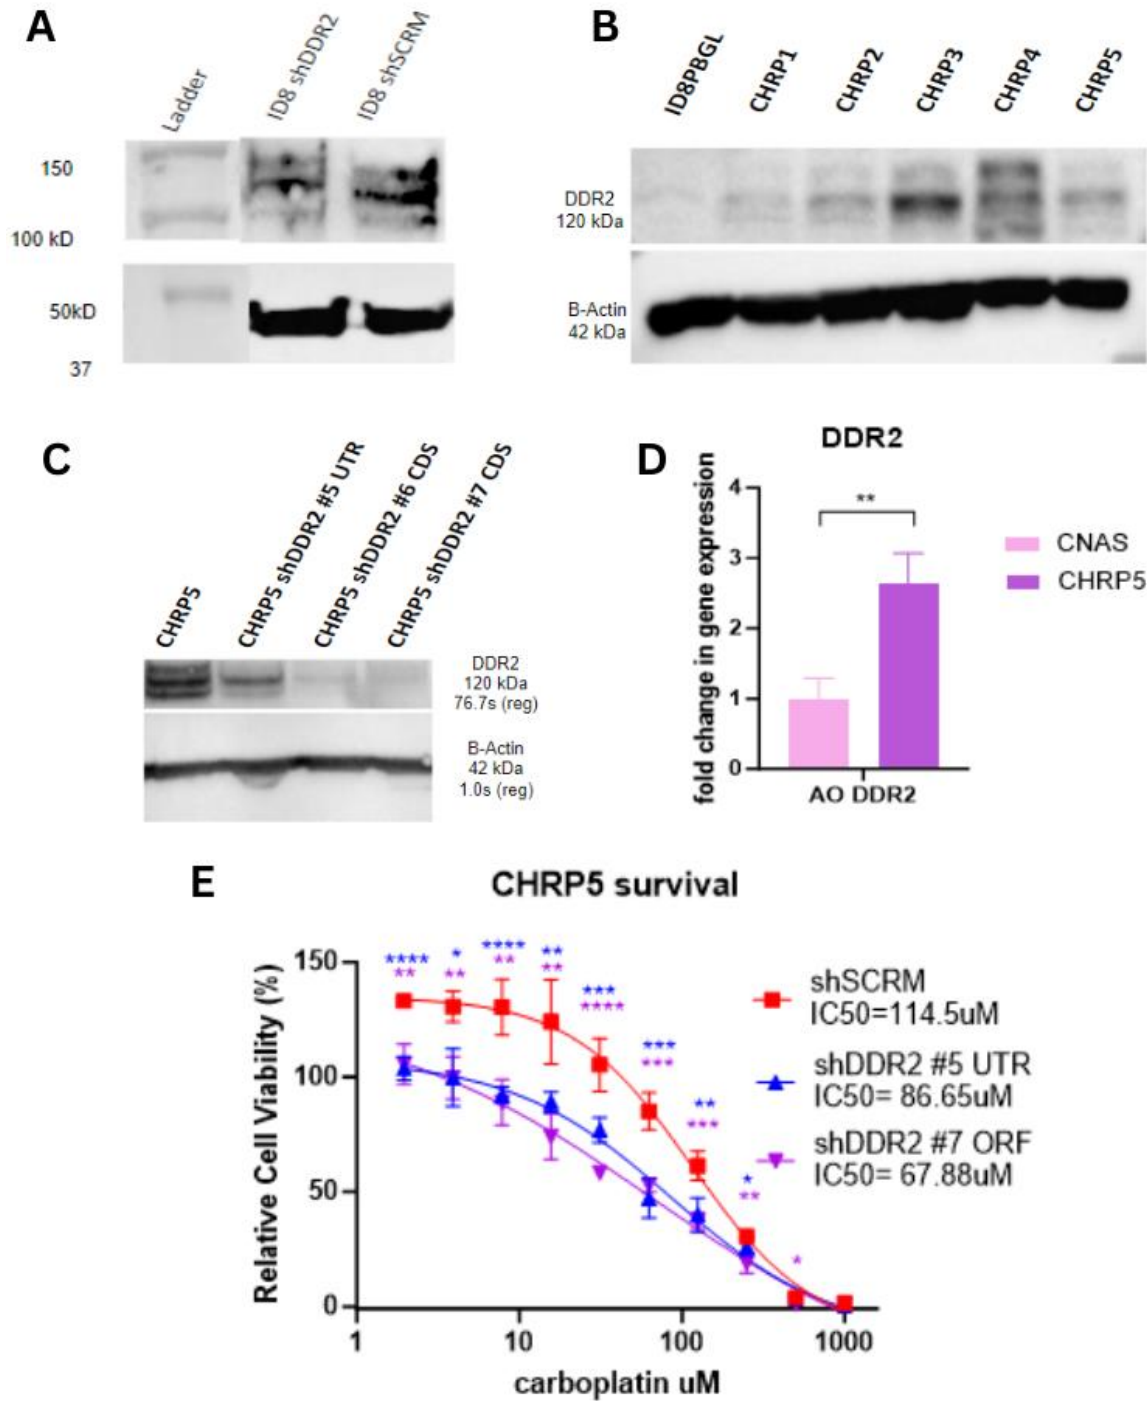 A
Ladder
ID8 shDDR2
ID8 shSCRM
150
100 kD
50kD
37
B
ID8PBGL
CHRP1
CHRP2
CHRP3
CHRP4
CHRP5
DDR2
120 kDa
B-Actin
42 kDa
C
CHRP5
CHRP5 shDDR2 #5 UTR
CHRP5 shDDR2 #6 CDS
CHRP5 shDDR2 #7 CDS
DDR2
120 kDa
76.7s (reg)
B-Actin
42 kDa
1.0s (reg)
D
DDR2
fold change in gene expression
4
3
2
1
0
**
AO DDR2
CNAS
CHRP5
E
CHRP5 survival
Relative Cell Viability (%)
150
100
50
0
**** * **** **
** ** ** **
***
****
***
***
**
***
*
**
*
1 10 100 1000
carboplatin uM
shSCRM
IC50=114.5uM
shDDR2 #5 UTR
IC50= 86.65uM
shDDR2 #7 ORF
IC50= 67.88uM